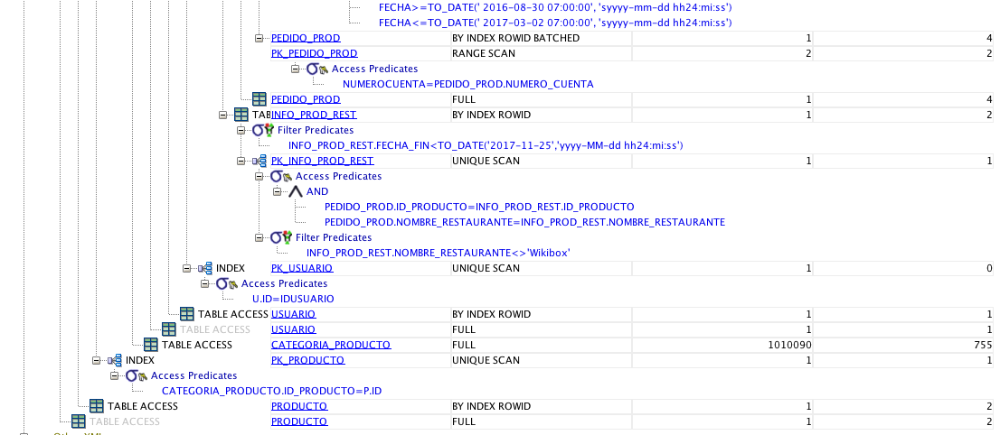 FECHA>=TO_DATE(' 2016-08-30 07:00:00', 'syyyy-mm-dd hh24:mi:ss')
FECHA<=TO_DATE(' 2017-03-02 07:00:00', 'syyyy-mm-dd hh24:mi:ss')
PEDIDO_PROD BY INDEX ROWID BATCHED 1 4
PK_PEDIDO_PROD RANGE SCAN 2 2
Access Predicates
NUMEROCUENTA=PEDIDO_PROD.NUMERO_CUENTA
PEDIDO_PROD FULL 1 4
TAB INFO_PROD_REST BY INDEX ROWID 1 2
Filter Predicates
INFO_PROD_REST.FECHA_FIN<TO_DATE('2017-11-25','yyyy-MM-dd hh24:mi:ss')
PK_INFO_PROD_REST UNIQUE SCAN 1 1
Access Predicates
AND
PEDIDO_PROD.ID_PRODUCTO=INFO_PROD_REST.ID_PRODUCTO
PEDIDO_PROD.NOMBRE_RESTAURANTE=INFO_PROD_REST.NOMBRE_RESTAURANTE
Filter Predicates
INFO_PROD_REST.NOMBRE_RESTAURANTE<>'Wikibox'
INDEX PK_USUARIO UNIQUE SCAN 1 0
Access Predicates
U.ID=IDUSUARIO
TABLE ACCESS USUARIO BY INDEX ROWID 1 1
TABLE ACCESS USUARIO FULL 1 1
TABLE ACCESS CATEGORIA_PRODUCTO FULL 1010090 755
INDEX PK_PRODUCTO UNIQUE SCAN 1 1
Access Predicates
CATEGORIA_PRODUCTO.ID_PRODUCTO=P.ID
TABLE ACCESS PRODUCTO BY INDEX ROWID 1 2
TABLE ACCESS PRODUCTO FULL 1 2